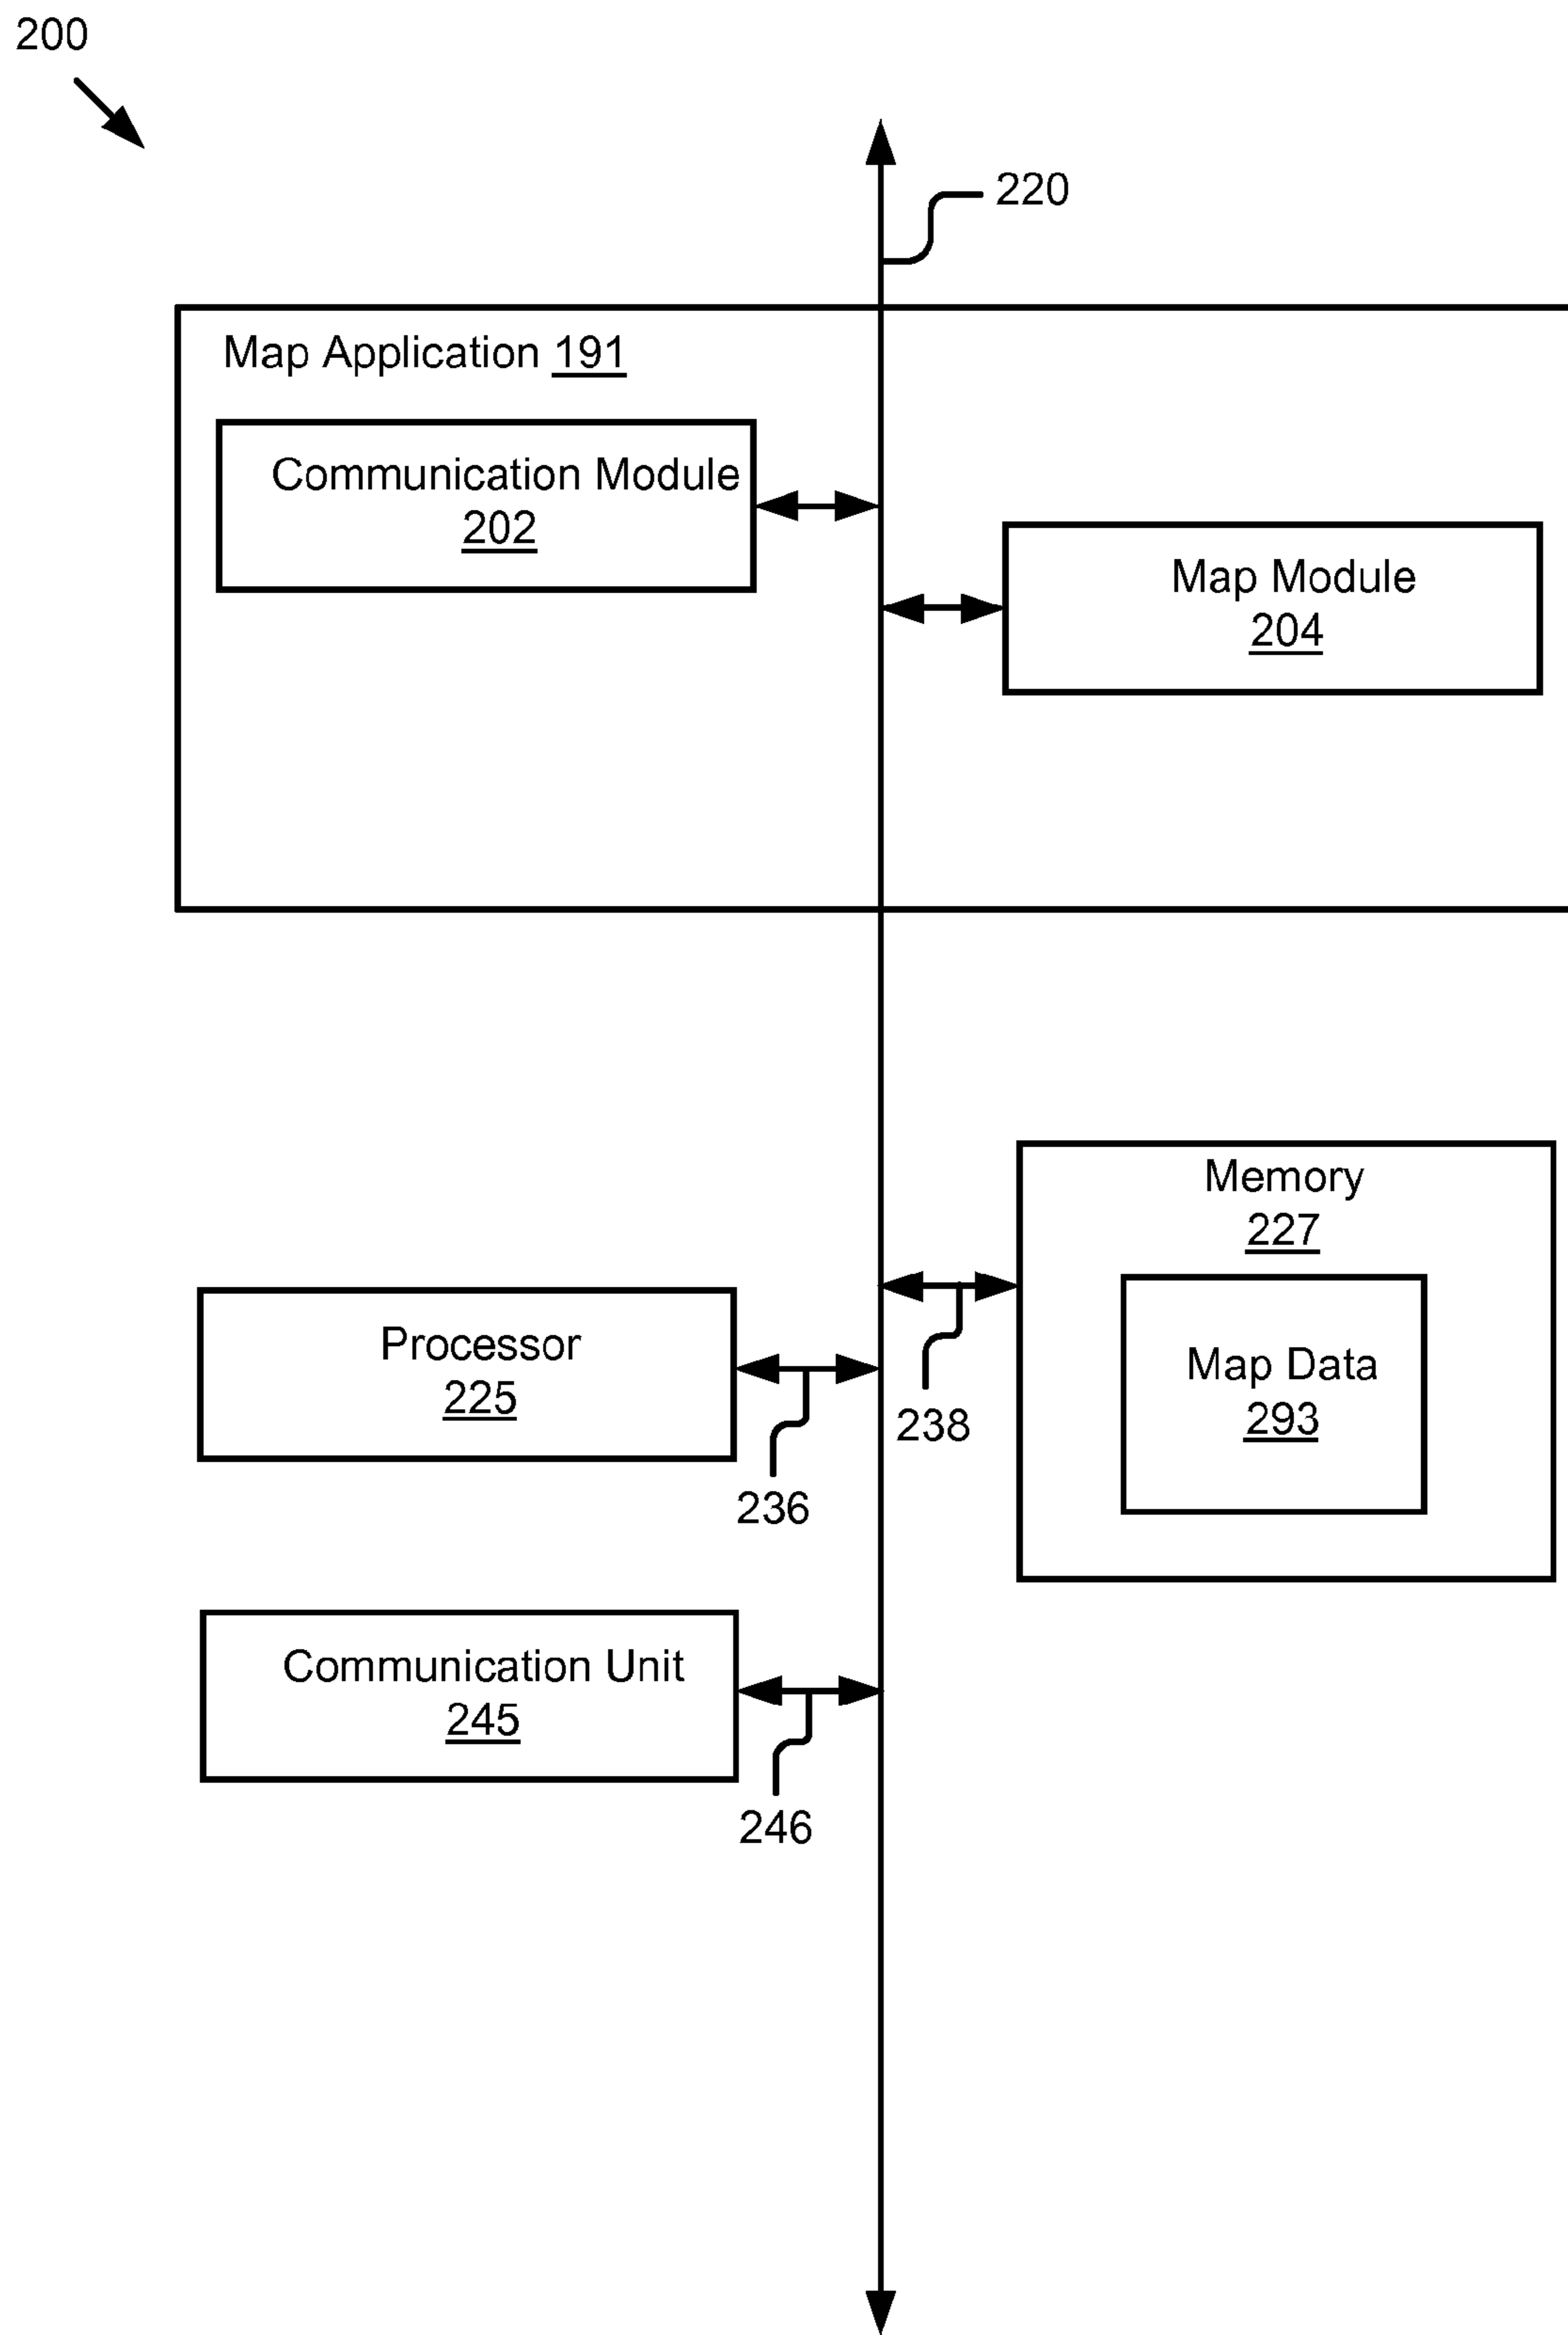 200
220
Map Application 191
Communication Module
202
Map Module
204
Memory
227
Processor
225
Map Data
293
238
236
Communication Unit
245
246